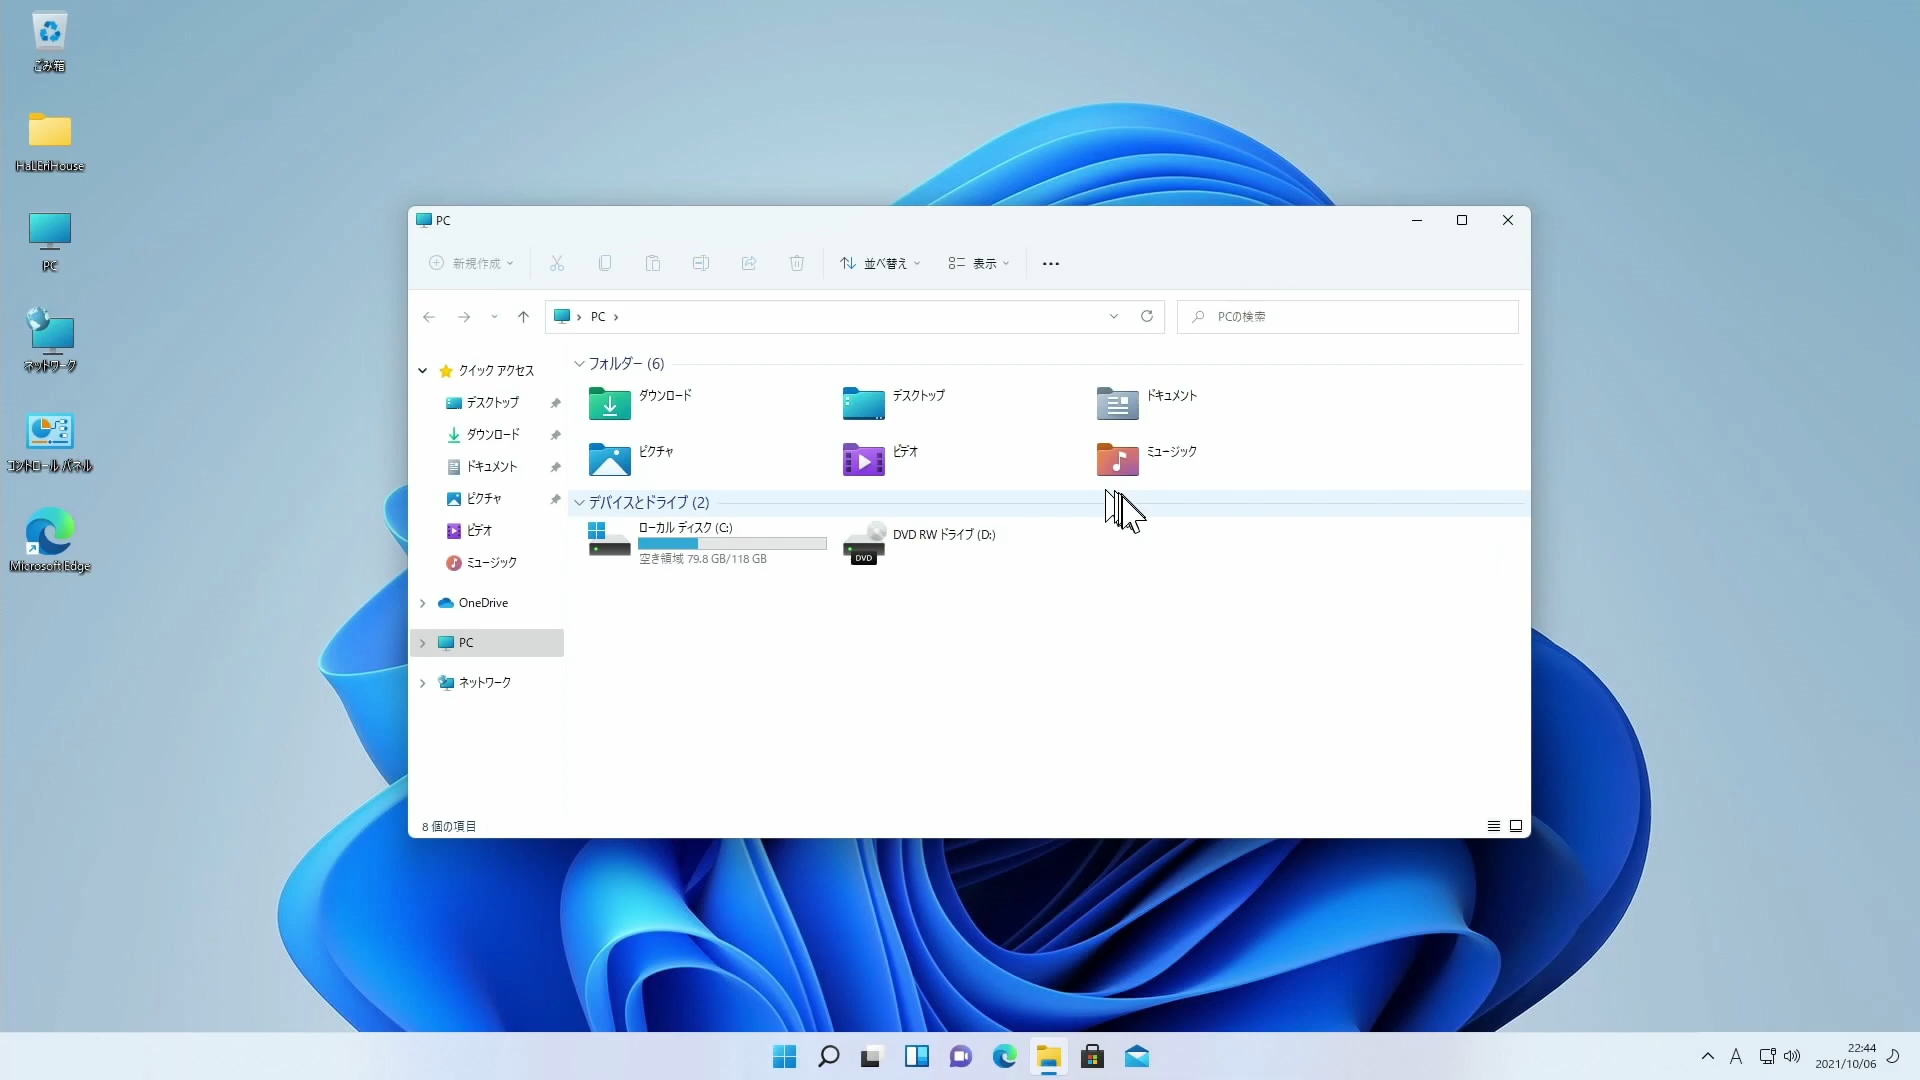 ごみ箱
HaLEriHouse
PC
ネットワーク
コントロール パネル
Microsoft Edge
PC
新規作成
並べ替え
表示
PC
PCの検索
クイック アクセス
デスクトップ
ダウンロード
ドキュメント
ピクチャ
ビデオ
ミュージック
OneDrive
PC
ネットワーク
フォルダー (6)
ダウンロード
デスクトップ
ドキュメント
ピクチャ
ビデオ
ミュージック
デバイスとドライブ (2)
ローカル ディスク (C:)
空き領域 79.8 GB/118 GB
DVD
DVD RW ドライブ (D:)
8 個の項目
A
22:44
2021/10/06